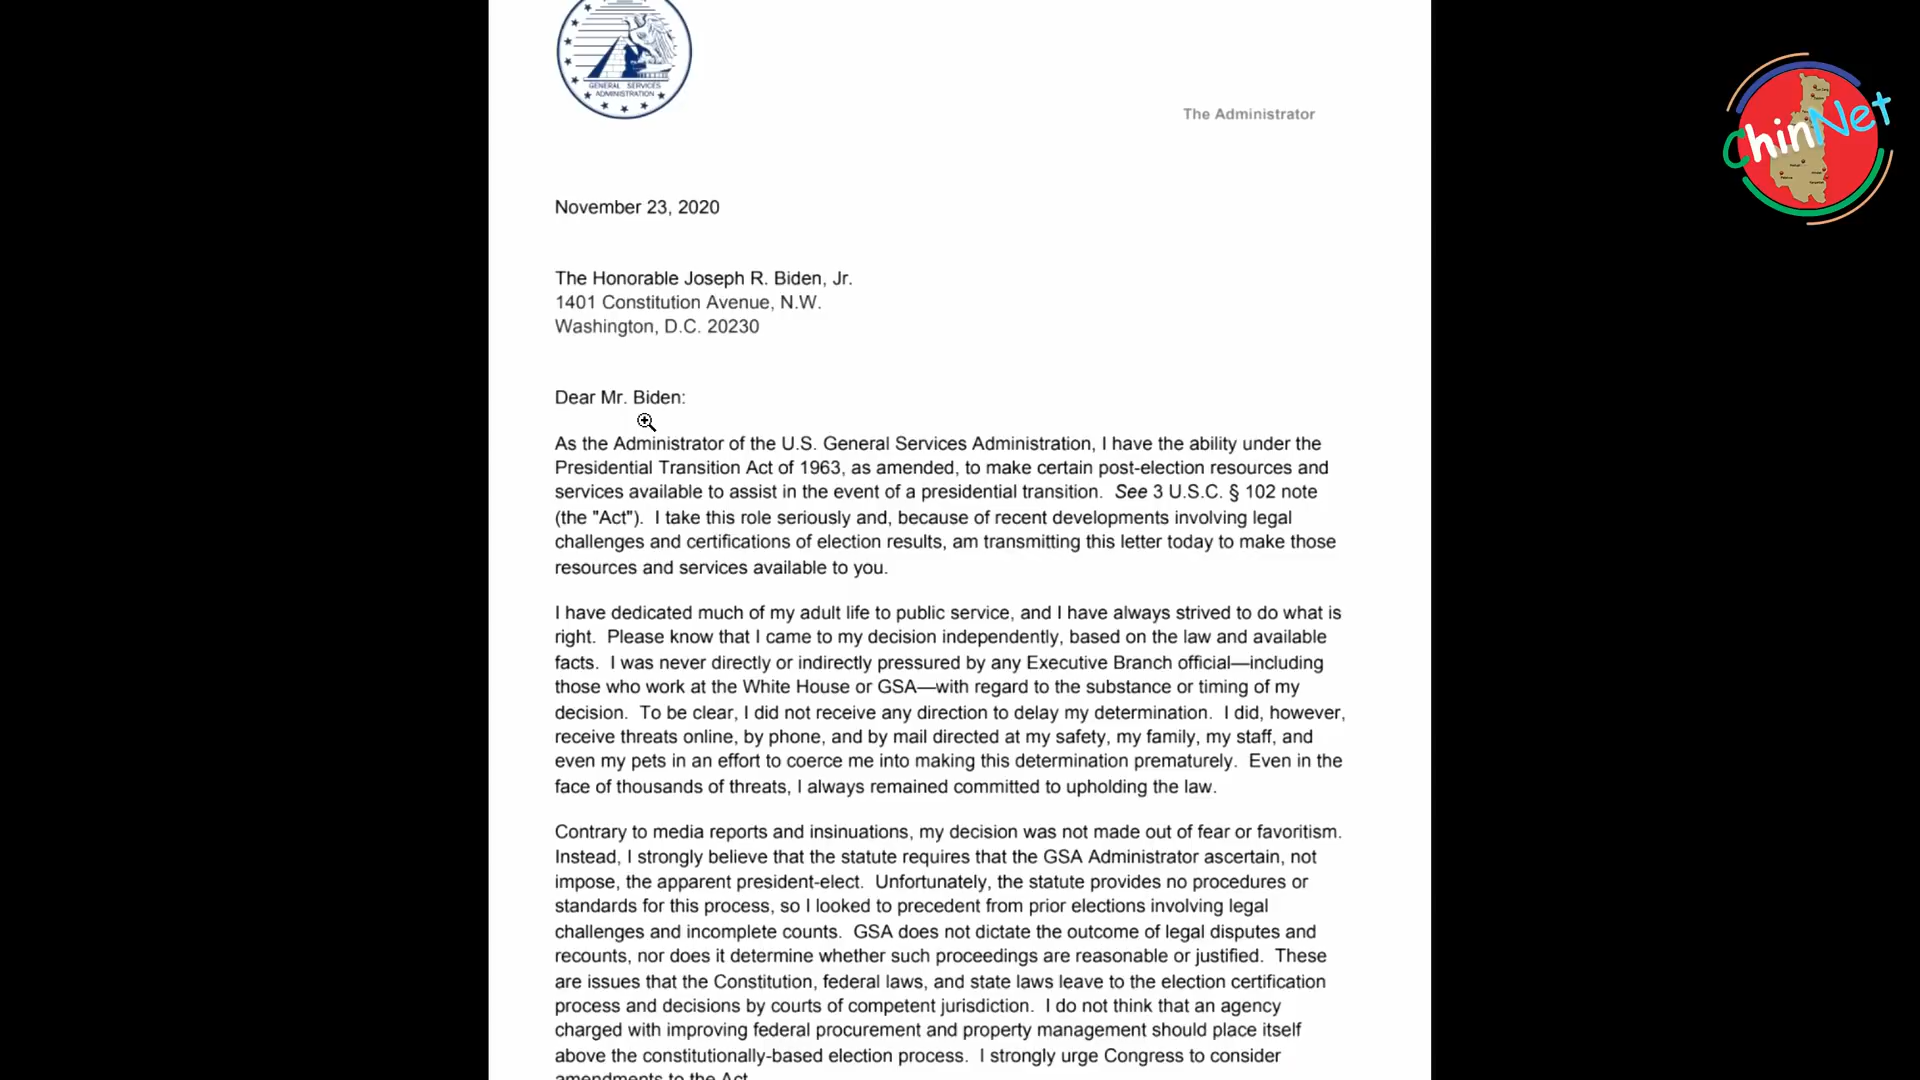 GENERAL SERVICES
ADMINISTRATION
The Administrator
ChinNet
November 23, 2020
The Honorable Joseph R. Biden, Jr.
1401 Constitution Avenue, N.W.
Washington, D.C. 20230
Dear Mr. Biden:
As the Administrator of the U.S. General Services Administration, I have the ability under the
Presidential Transition Act of 1963, as amended, to make certain post-election resources and
services available to assist in the event of a presidential transition.  See 3 U.S.C. § 102 note
(the "Act").  I take this role seriously and, because of recent developments involving legal
challenges and certifications of election results, am transmitting this letter today to make those
resources and services available to you.
I have dedicated much of my adult life to public service, and I have always strived to do what is
right.  Please know that I came to my decision independently, based on the law and available
facts.  I was never directly or indirectly pressured by any Executive Branch official—including
those who work at the White House or GSA—with regard to the substance or timing of my
decision.  To be clear, I did not receive any direction to delay my determination.  I did, however,
receive threats online, by phone, and by mail directed at my safety, my family, my staff, and
even my pets in an effort to coerce me into making this determination prematurely.  Even in the
face of thousands of threats, I always remained committed to upholding the law.
Contrary to media reports and insinuations, my decision was not made out of fear or favoritism.
Instead, I strongly believe that the statute requires that the GSA Administrator ascertain, not
impose, the apparent president-elect.  Unfortunately, the statute provides no procedures or
standards for this process, so I looked to precedent from prior elections involving legal
challenges and incomplete counts.  GSA does not dictate the outcome of legal disputes and
recounts, nor does it determine whether such proceedings are reasonable or justified.  These
are issues that the Constitution, federal laws, and state laws leave to the election certification
process and decisions by courts of competent jurisdiction.  I do not think that an agency
charged with improving federal procurement and property management should place itself
above the constitutionally-based election process.  I strongly urge Congress to consider
amendments to the Act.